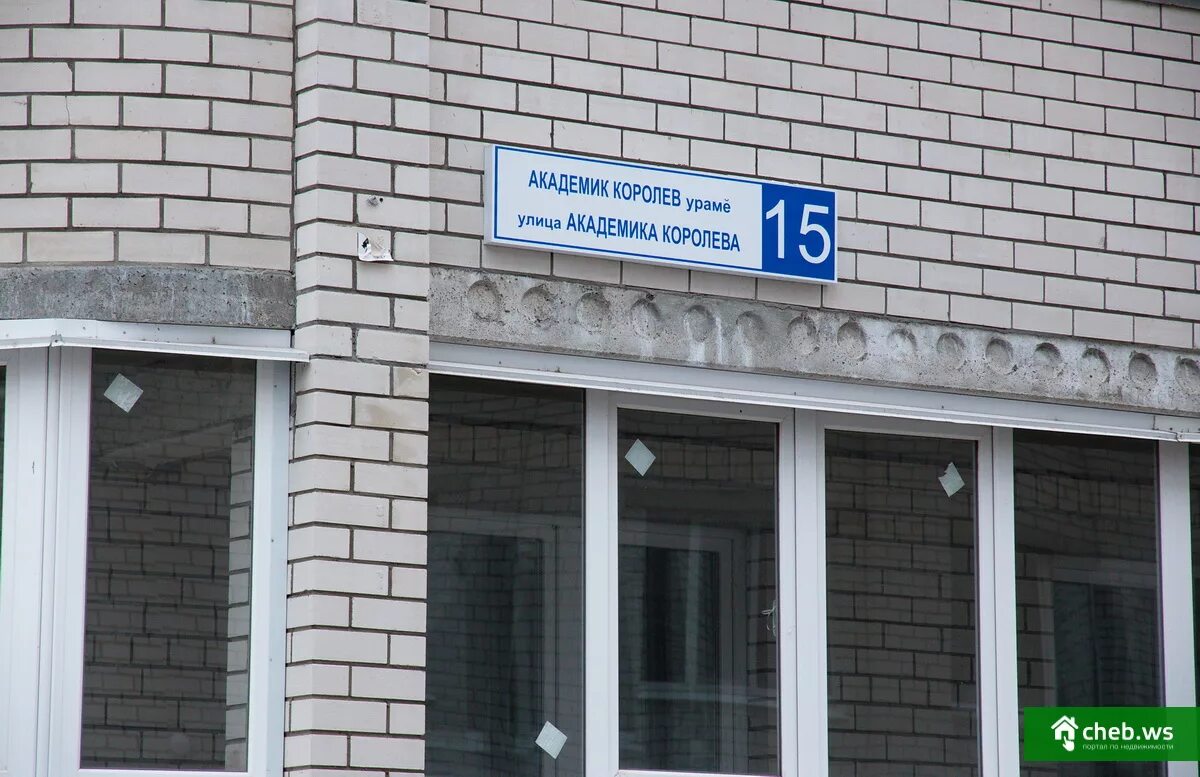 АКАДЕМИК КОРОЛЕВ урамӗ
улица АКАДЕМИКА КОРОЛЕВА
15
cheb.ws
портал по недвижимости